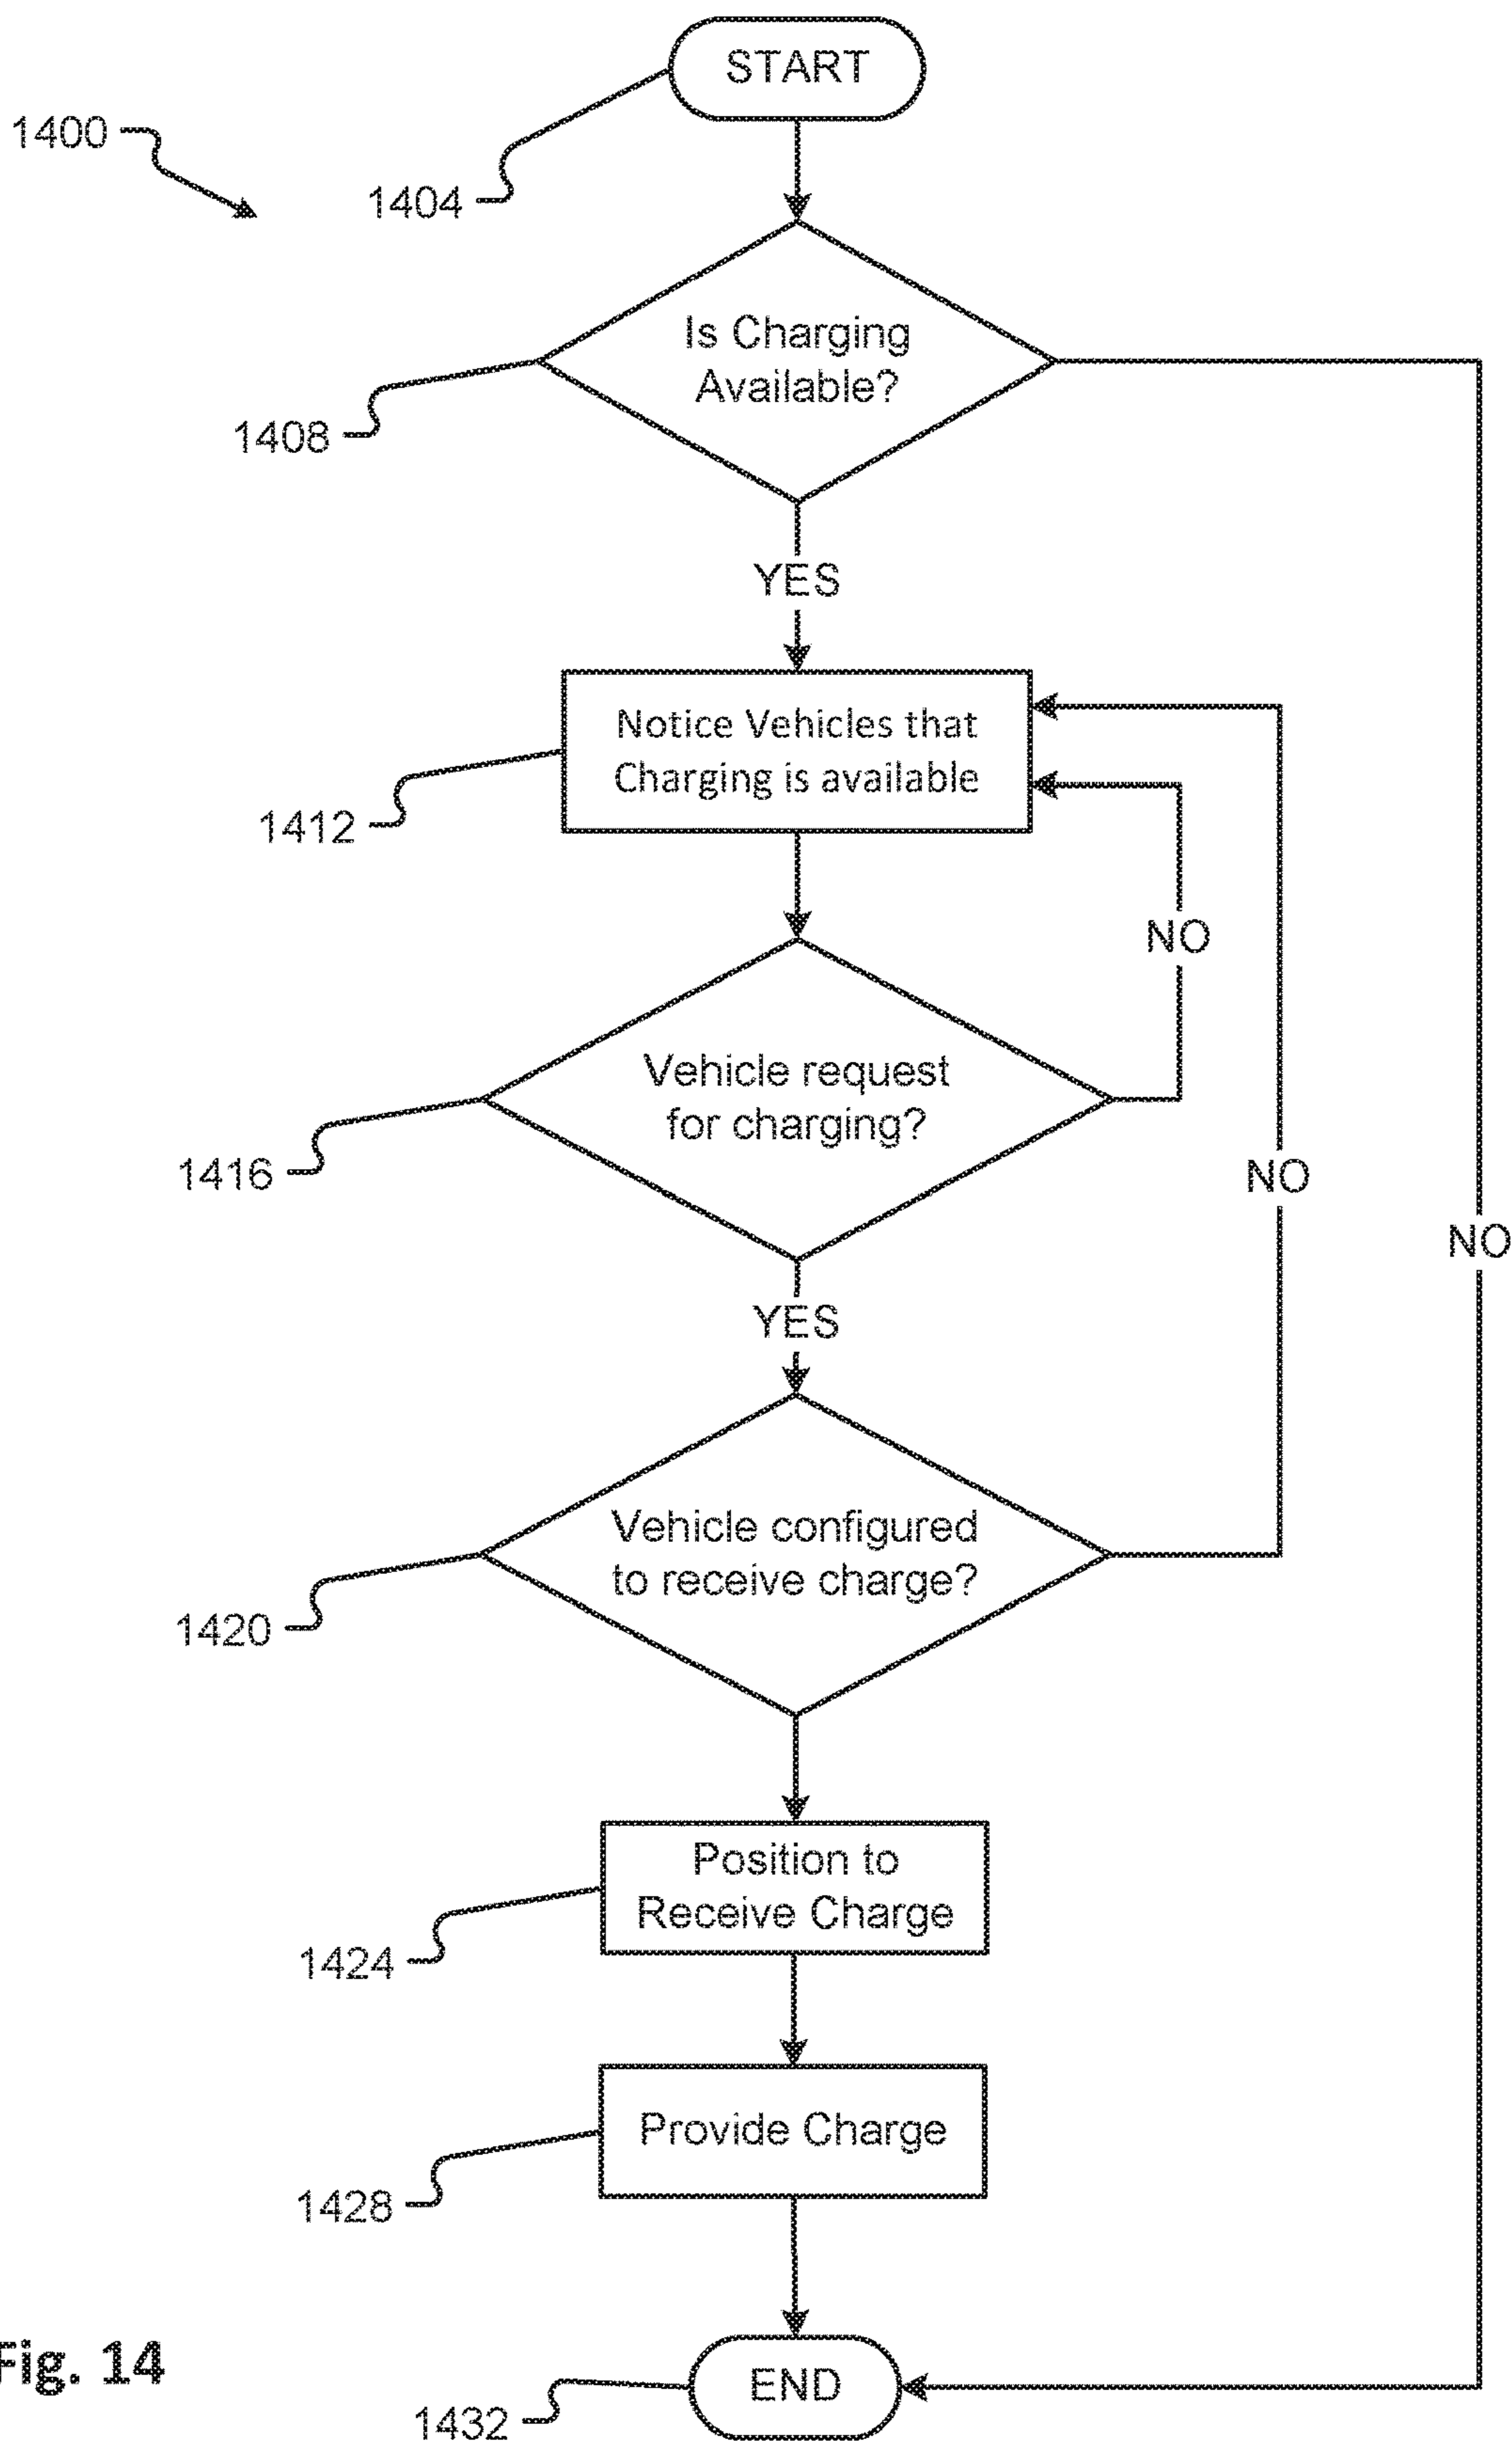 START
1400
1404
Is Charging
Available?
1408
YES
Notice Vehicles that
Charging is available
1412
NO
Vehicle request
for charging?
1416
NO
NO
YES
Vehicle configured
to receive charge?
1420
Position to
Receive Charge
1424
Provide Charge
1428
Fig. 14
END
1432